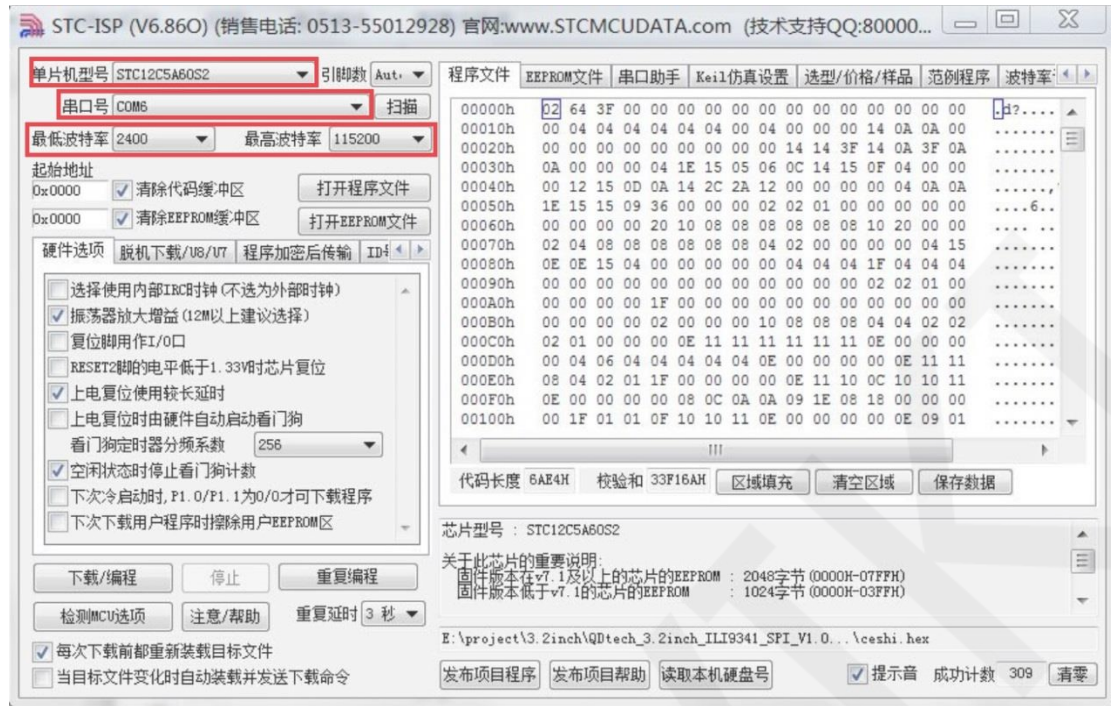 STC-ISP (V6.86O) (销售电话: 0513-55012928) 官网:www.STCMCUDATA.com (技术支持QQ:80000...
单片机型号 STC12C5A60S2 引脚数 Aut
串口号 COM6 扫描
最低波特率 2400 最高波特率 115200
起始地址
0x0000 清除代码缓冲区 打开程序文件
0x0000 清除EEPROM缓冲区 打开EEPROM文件
硬件选项 脱机下载/U8/U7 程序加密后传输 ID
选择使用内部IRC时钟(不选为外部时钟)
振荡器放大增益(12M以上建议选择)
复位脚用作I/O口
RESET2脚的电平低于1.33V时芯片复位
上电复位使用较长延时
上电复位时由硬件自动启动看门狗
看门狗定时器分频系数 256
空闲状态时停止看门狗计数
下次冷启动时,P1.0/P1.1为0/0才可下载程序
下次下载用户程序时擦除用户EEPROM区
下载/编程 停止 重复编程
检测MCU选项 注意/帮助 重复延时 3 秒
每次下载前都重新装载目标文件
当目标文件变化时自动装载并发送下载命令
程序文件 EEPROM文件 串口助手 Keil仿真设置 选型/价格/样品 范例程序 波特率
00000h 02 64 3F 00 00 00 00 00 00 00 00 00 00 00 00 00 .d?....
00010h 00 04 04 04 04 04 04 00 04 00 00 00 14 0A 0A 00 .......
00020h 00 00 00 00 00 00 00 00 00 14 14 3F 14 0A 3F 0A .......
00030h 0A 00 00 00 04 1E 15 05 06 0C 14 15 0F 04 00 00 .......
00040h 00 12 15 0D 0A 14 2C 2A 12 00 00 00 00 04 0A 0A ......,
00050h 1E 15 15 09 36 00 00 00 02 02 01 00 00 00 00 00 ....6..
00060h 00 00 00 00 20 10 08 08 08 08 08 08 10 20 00 00 .... ..
00070h 02 04 08 08 08 08 08 08 04 02 00 00 00 00 04 15 .......
00080h 0E 0E 15 04 00 00 00 00 00 04 04 04 1F 04 04 04 .......
00090h 00 00 00 00 00 00 00 00 00 00 00 00 02 02 01 00 .......
000A0h 00 00 00 00 1F 00 00 00 00 00 00 00 00 00 00 00 .......
000B0h 00 00 00 00 02 00 00 00 10 08 08 08 04 04 02 02 .......
000C0h 02 01 00 00 00 0E 11 11 11 11 11 11 0E 00 00 00 .......
000D0h 00 04 06 04 04 04 04 04 0E 00 00 00 00 0E 11 11 .......
000E0h 08 04 02 01 1F 00 00 00 00 0E 11 10 0C 10 10 11 .......
000F0h 0E 00 00 00 00 08 0C 0A 0A 09 1E 08 18 00 00 00 .......
00100h 00 1F 01 01 0F 10 10 11 0E 00 00 00 00 0E 09 01 .......
代码长度 6AE4H 校验和 33F16AH 区域填充 清空区域 保存数据
芯片型号 : STC12C5A60S2
关于此芯片的重要说明:
固件版本在v7.1及以上的芯片的EEPROM : 2048字节(0000H-07FFH)
固件版本低于v7.1的芯片的EEPROM : 1024字节(0000H-03FFH)
E:\project\3.2inch\QDtech_3.2inch_ILI9341_SPI_V1.0...\ceshi.hex
发布项目程序 发布项目帮助 读取本机硬盘号 提示音 成功计数 309 清零